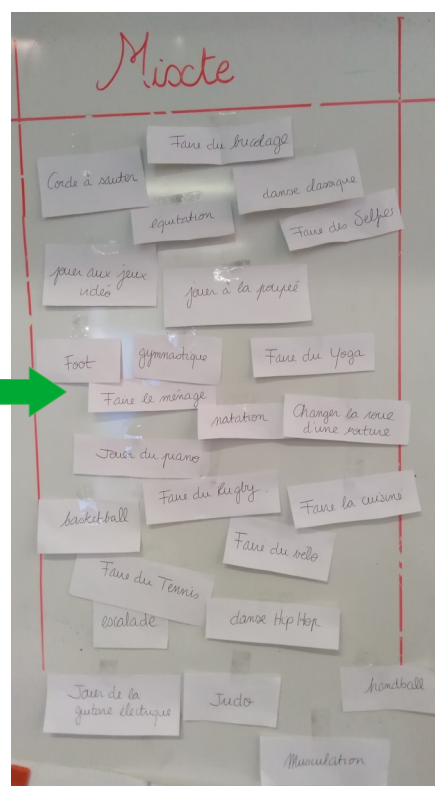 Mixte
Faire du bricolage
Corde à sauter
danse classique
equitation
Faire des Selfies
jouer aux jeux
vidéo
jouer à la poupée
Foot
gymnastique
Faire du Yoga
Faire le ménage
natation
Changer la roue
d'une voiture
Jouer du piano
Faire du Rugby.
Faire la cuisine
basketball
Faire du vélo
Faire du Tennis
escalade
danse Hip Hop
Jouer de la
guitare électrique
Judo
handball
Musculation